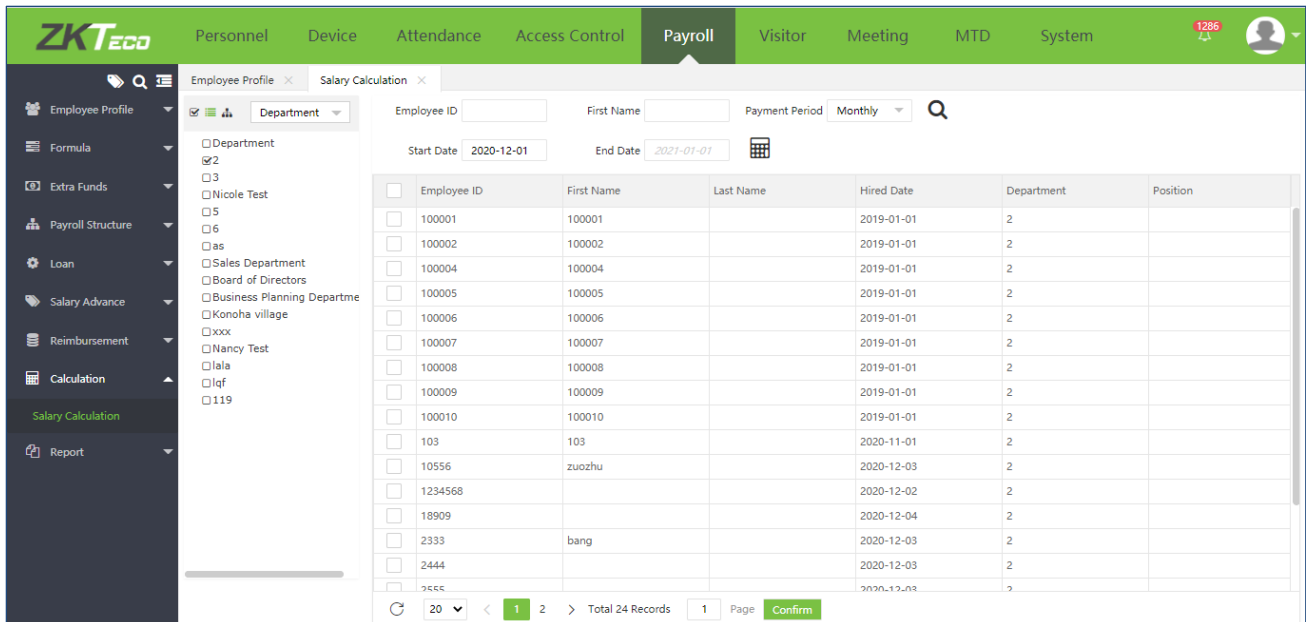 ZKTECO Personnel Device Attendance Access Control Payroll Visitor Meeting MTD System 1286
Employee Profile Salary Calculation
Employee Profile
Formula
Extra Funds
Payroll Structure
Loan
Salary Advance
Reimbursement
Calculation
Salary Calculation
Report
Department
Department
2
3
Nicole Test
5
6
as
Sales Department
Board of Directors
Business Planning Departme
Konoha village
xxx
Nancy Test
lala
lqf
119
Employee ID First Name Payment Period Monthly
Start Date 2020-12-01 End Date 2021-01-01
Employee ID First Name Last Name Hired Date Department Position
100001 100001 2019-01-01 2
100002 100002 2019-01-01 2
100004 100004 2019-01-01 2
100005 100005 2019-01-01 2
100006 100006 2019-01-01 2
100007 100007 2019-01-01 2
100008 100008 2019-01-01 2
100009 100009 2019-01-01 2
100010 100010 2019-01-01 2
103 103 2020-11-01 2
10556 zuozhu 2020-12-03 2
1234568 2020-12-02 2
18909 2020-12-04 2
2333 bang 2020-12-03 2
2444 2020-12-03 2
2555 2020-12-03 2
20 < 1 2 > Total 24 Records 1 Page Confirm